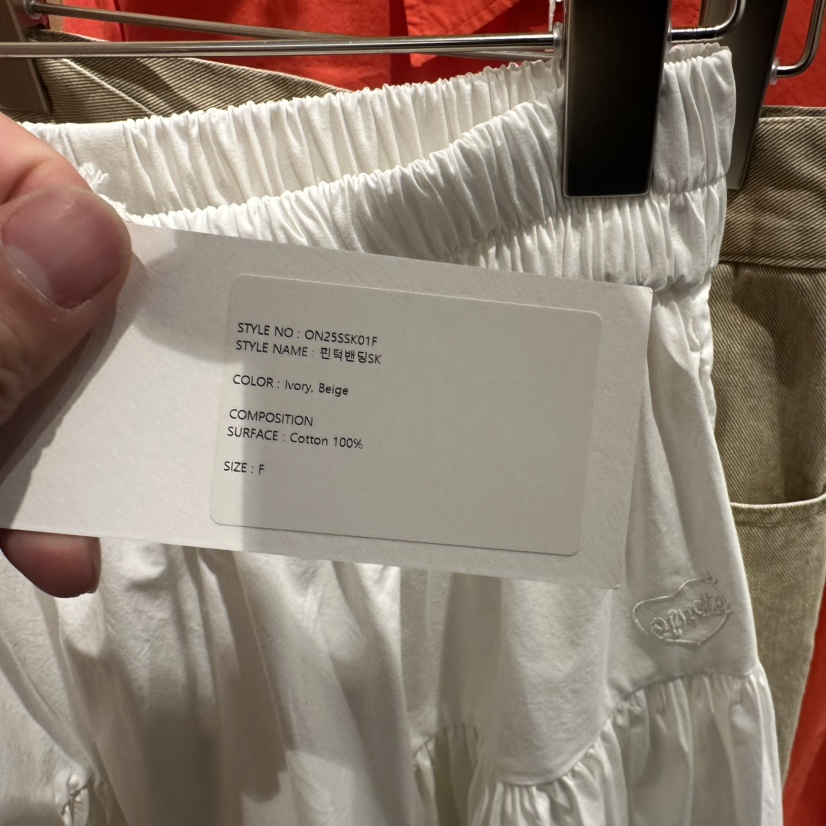 STYLE NO : ON25SSK01F
STYLE NAME : 핀턱밴딩SK
COLOR : Ivory, Beige
COMPOSITION
SURFACE : Cotton 100%
SIZE : F